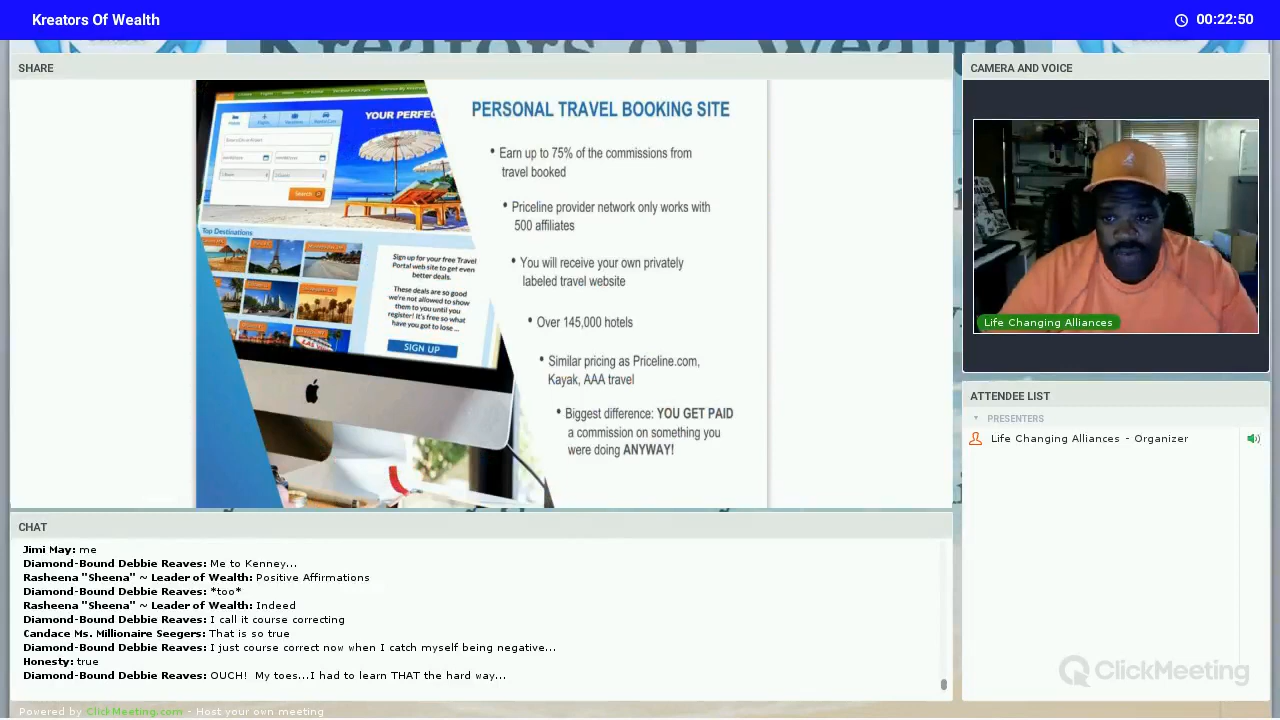 Kreators Of Wealth
00:22:50
Kreators of Wealth
SHARE
CAMERA AND VOICE
YOUR PERFEC
Search
Top Destinations
Sign up for your free Travel
Portal web site to get even
better deals.
These deals are so good
we're not allowed to show
them to you until you
register! It's free so what
have you got to lose ...
SIGN UP
PERSONAL TRAVEL BOOKING SITE
• Earn up to 75% of the commissions from
travel booked
• Priceline provider network only works with
500 affiliates
• You will receive your own privately
labeled travel website
• Over 145,000 hotels
• Similar pricing as Priceline.com,
Kayak, AAA travel
• Biggest difference: YOU GET PAID
a commission on something you
were doing ANYWAY!
Life Changing Alliances
ATTENDEE LIST
PRESENTERS
Life Changing Alliances - Organizer
CHAT
Jimi May: me
Diamond-Bound Debbie Reaves: Me to Kenney...
Rasheena "Sheena" ~ Leader of Wealth: Positive Affirmations
Diamond-Bound Debbie Reaves: *too*
Rasheena "Sheena" ~ Leader of Wealth: Indeed
Diamond-Bound Debbie Reaves: I call it course correcting
Candace Ms. Millionaire Seegers: That is so true
Diamond-Bound Debbie Reaves: I just course correct now when I catch myself being negative...
Honesty: true
Diamond-Bound Debbie Reaves: OUCH! My toes...I had to learn THAT the hard way...
ClickMeeting
Powered by ClickMeeting.com - Host your own meeting